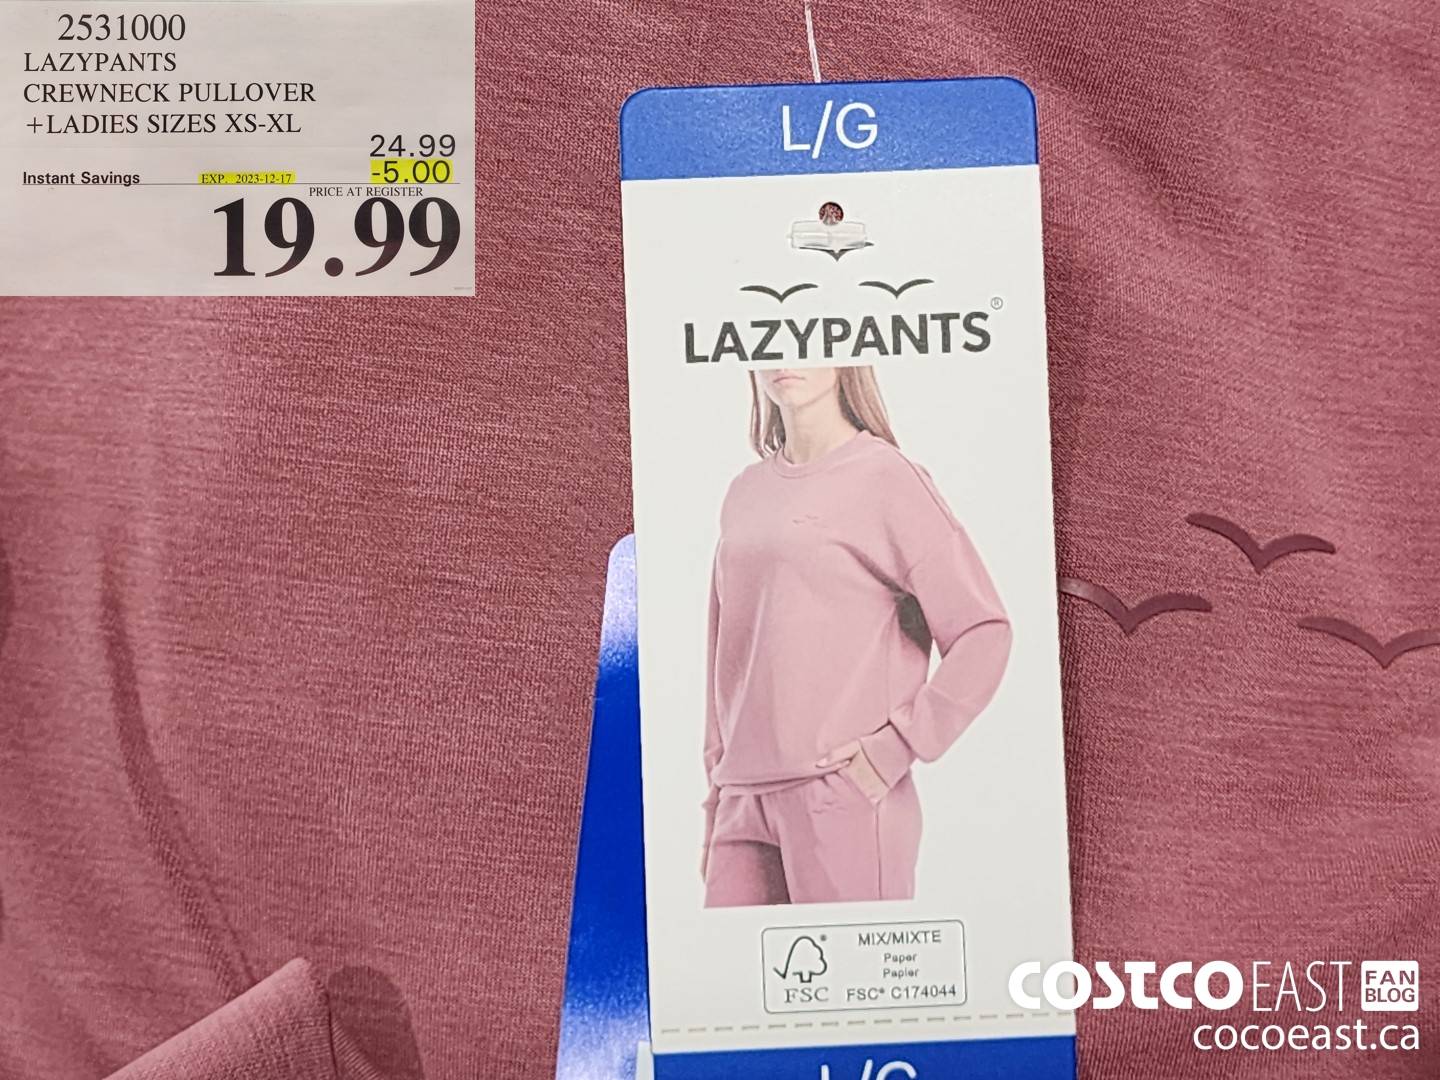 2531000
LAZYPANTS
CREWNECK PULLOVER
+LADIES SIZES XS-XL
24.99
Instant Savings EXP. 2023-12-17 -5.00
PRICE AT REGISTER
19.99
L/G
LAZYPANTS®
FSC®
MIX/MIXTE
Paper
Papier
FSC® C174044
L/G
COSTCO EAST FAN BLOG
cocoeast.ca